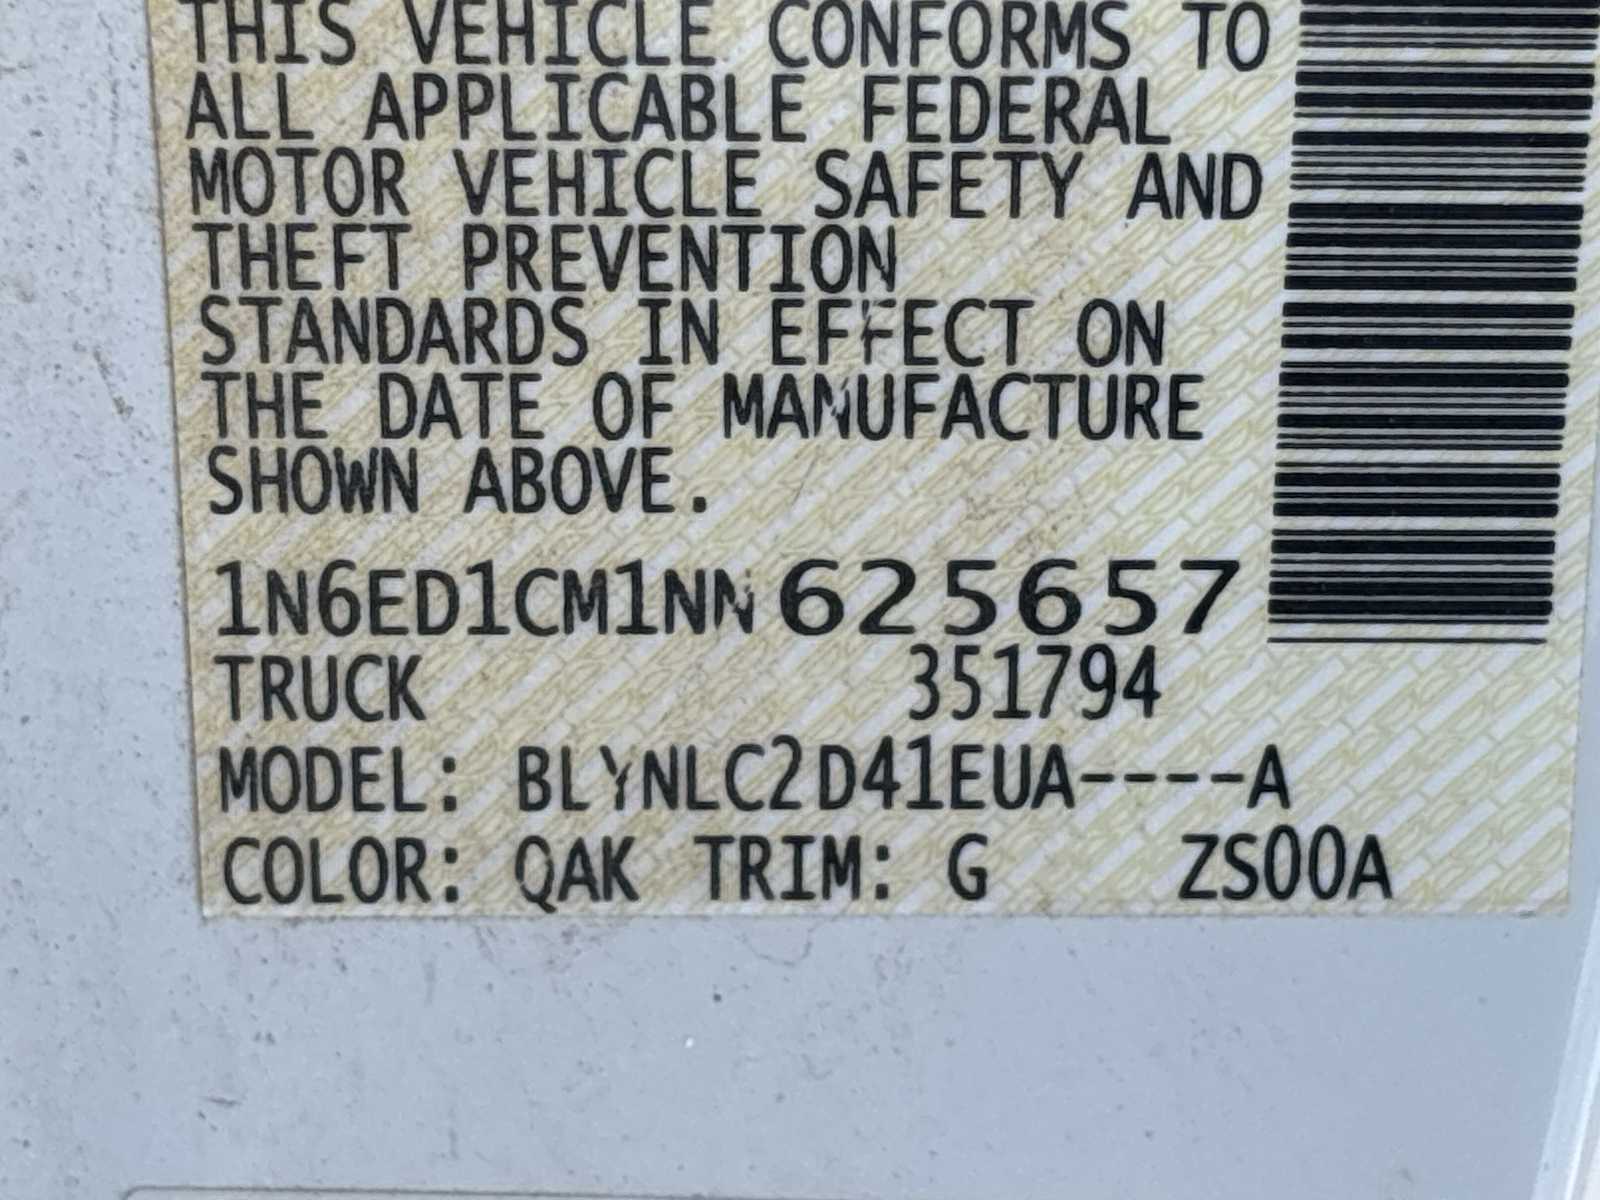 THIS VEHICLE CONFORMS TO
ALL APPLICABLE FEDERAL
MOTOR VEHICLE SAFETY AND
THEFT PREVENTION
STANDARDS IN EFFECT ON
THE DATE OF MANUFACTURE
SHOWN ABOVE.
1N6ED1CM1NN625657
TRUCK 351794
MODEL: BLYNLC2D41EUA----A
COLOR: QAK TRIM: G ZS00A